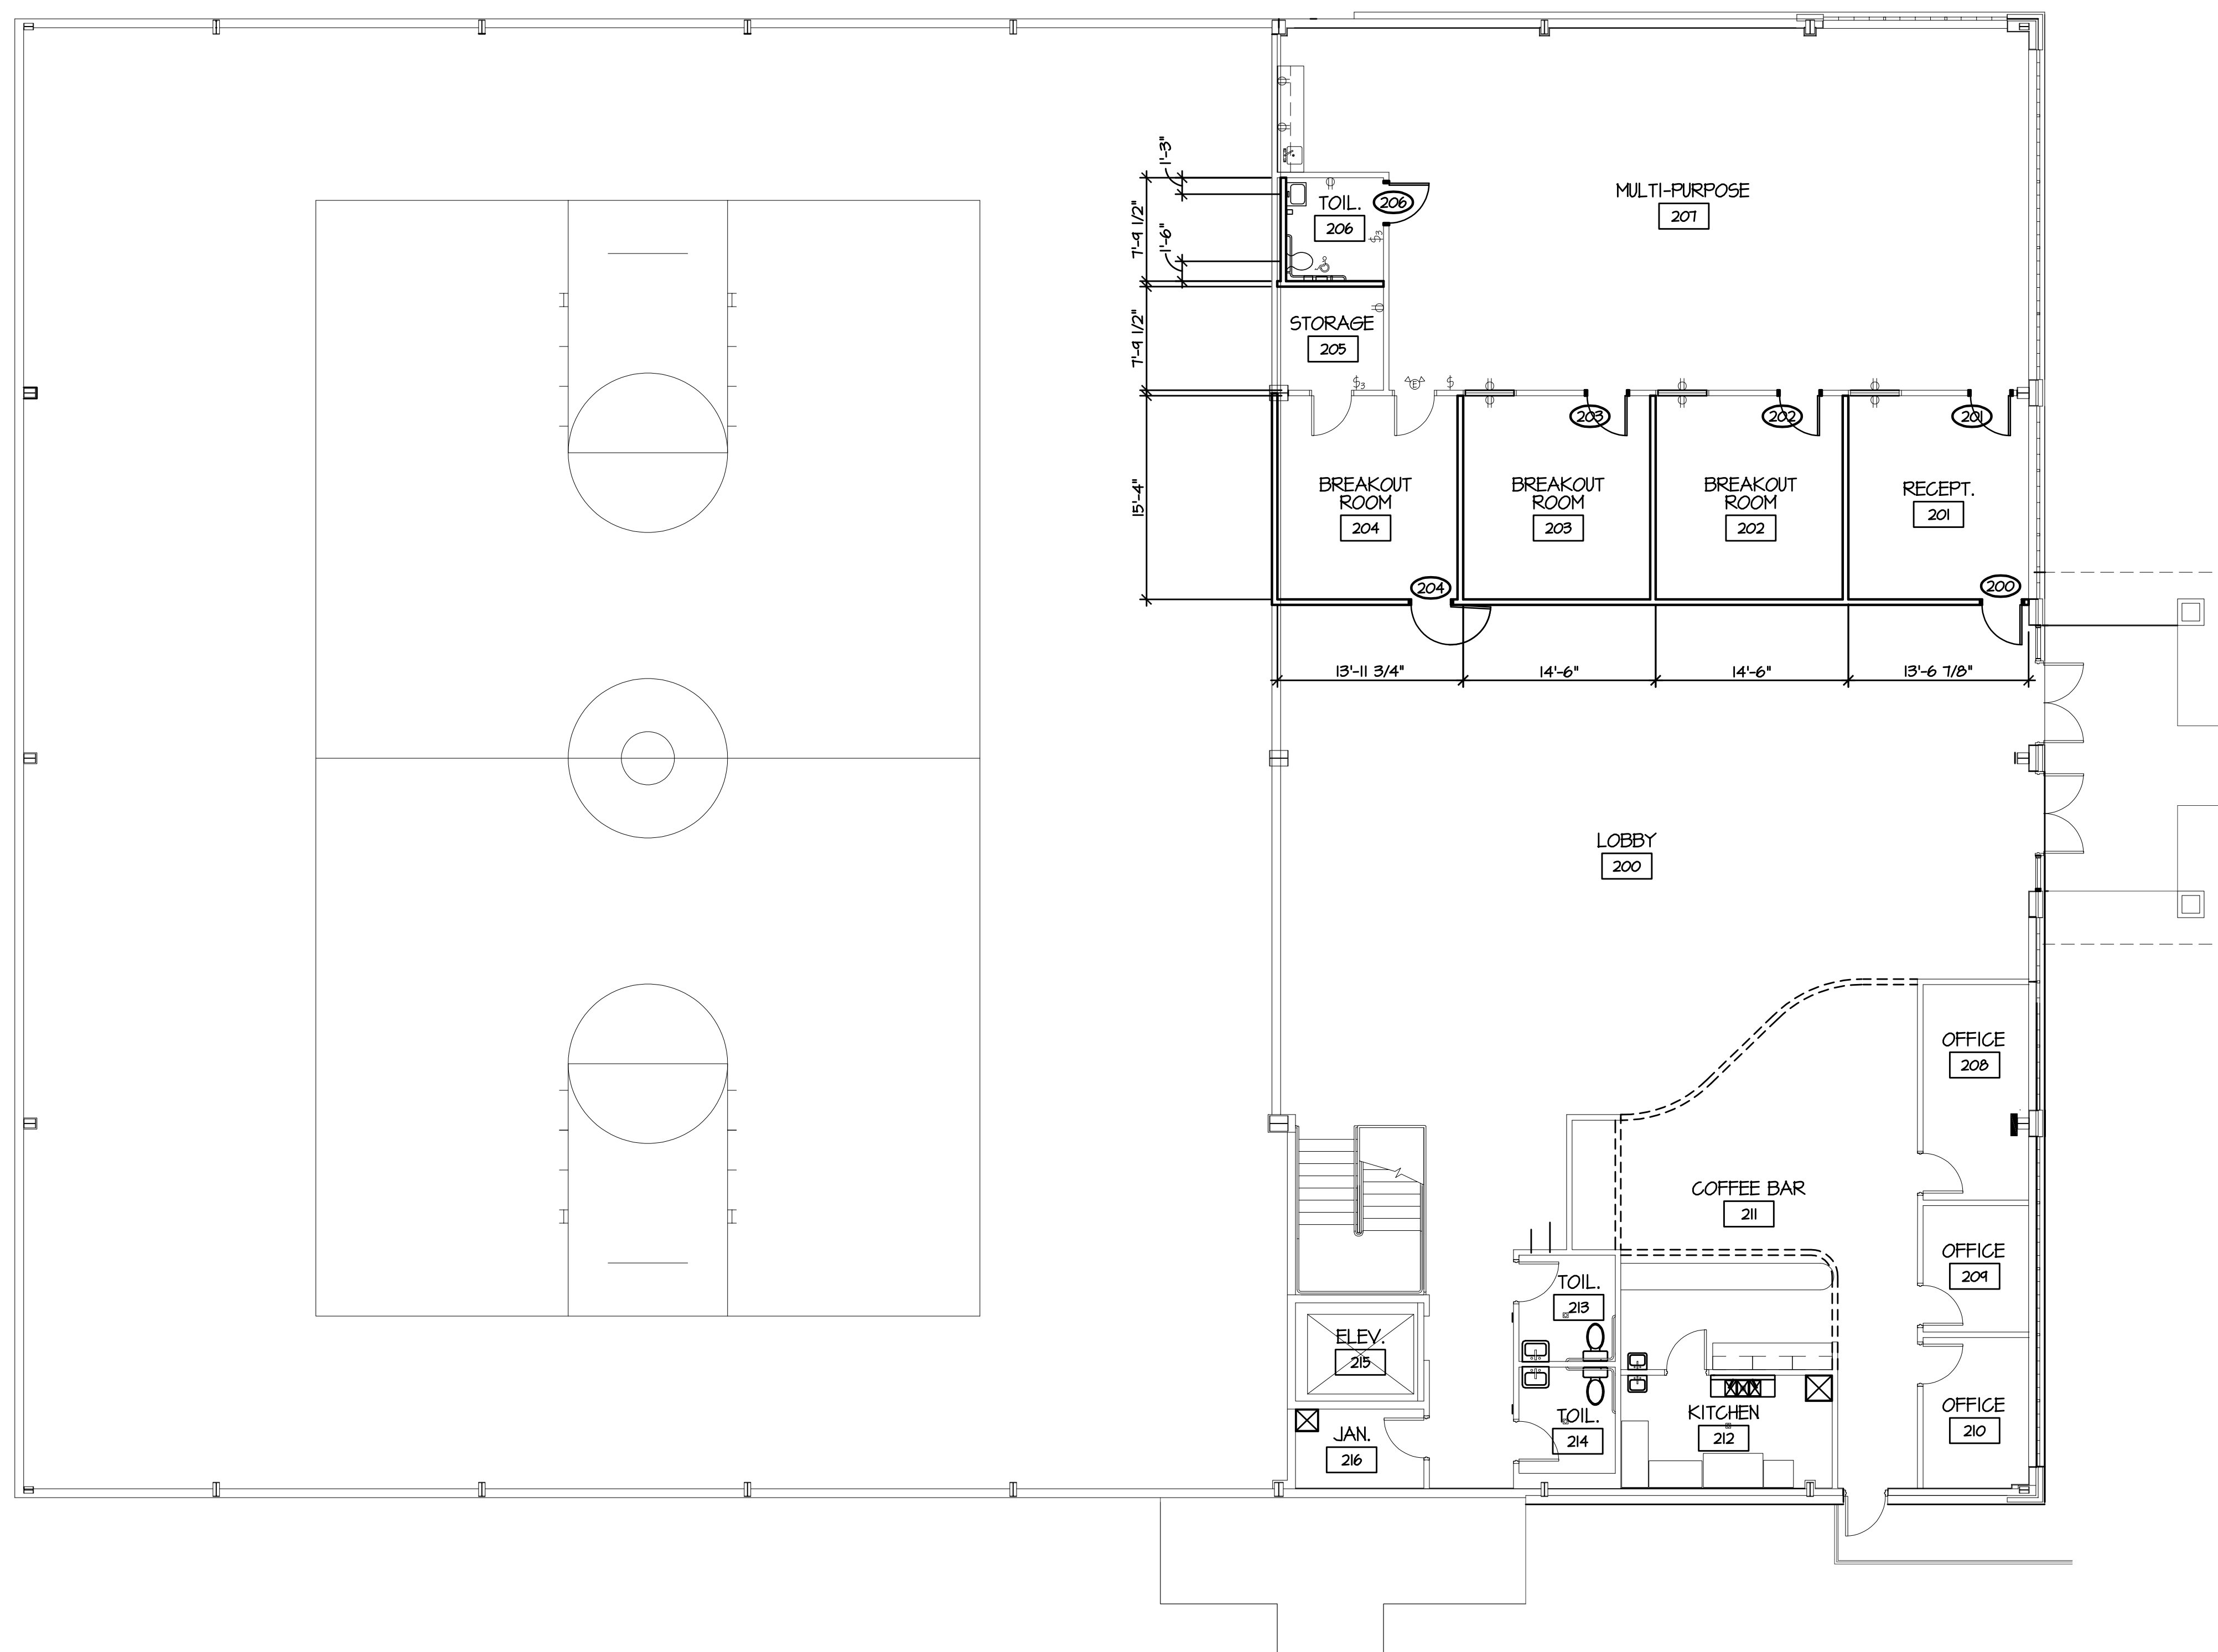 1'-3"
7'-9 1/2"
1'-6"
TOIL.
206
206
MULTI-PURPOSE
207
$3
7'-9 1/2"
STORAGE
205
$3
E
$
203
202
201
15'-4"
BREAKOUT
ROOM
204
BREAKOUT
ROOM
203
BREAKOUT
ROOM
202
RECEPT.
201
204
200
13'-11 3/4"
14'-6"
14'-6"
13'-6 7/8"
LOBBY
200
OFFICE
208
COFFEE BAR
211
OFFICE
209
TOIL.
213
ELEV.
215
TOIL.
214
KITCHEN
212
OFFICE
210
JAN.
216